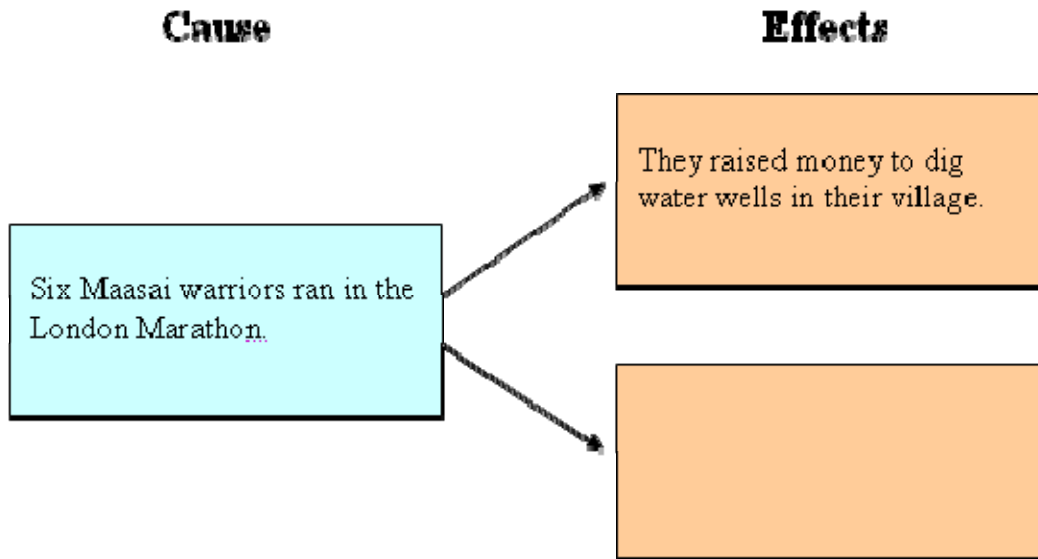 Cause
Effects
They raised money to dig
water wells in their village.
Six Maasai warriors ran in the
London Marathon.